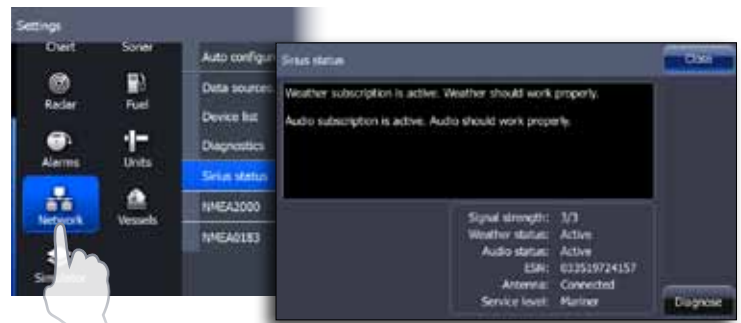 Settings
Chart Sonar
Radar Fuel
Alarms Units
Network Vessels
Auto configur
Data sources
Device list
Diagnostics
Sirius status
NMEA2000
NMEA0183
Sirius status
Close
Weather subscription is active. Weather should work properly.
Audio subscription is active. Audio should work properly.
Signal strength: 3/3
Weather status: Active
Audio status: Active
ESN: 033519724157
Antenna: Connected
Service level: Mariner
Diagnose